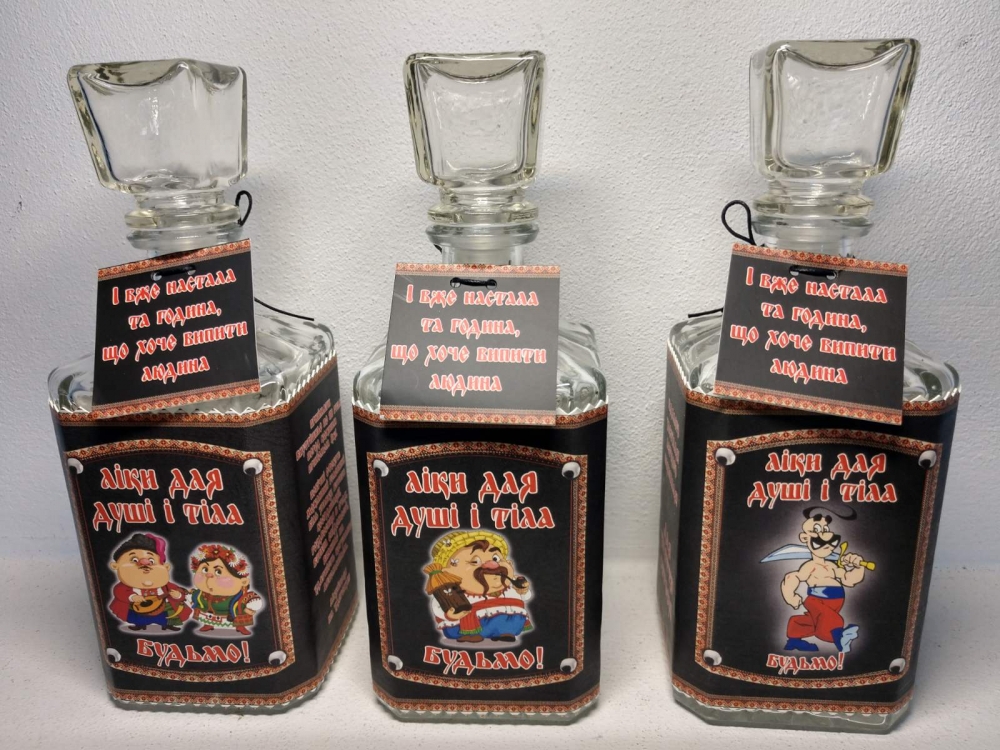 І вже настала
та година,
що хоче випити
людина
Ліки для
душі і тіла
Будьмо!
І вже настала
та година,
що хоче випити
людина
Ліки для
душі і тіла
Будьмо!
І вже настала
та година,
що хоче випити
людина
Ліки для
душі і тіла
Будьмо!